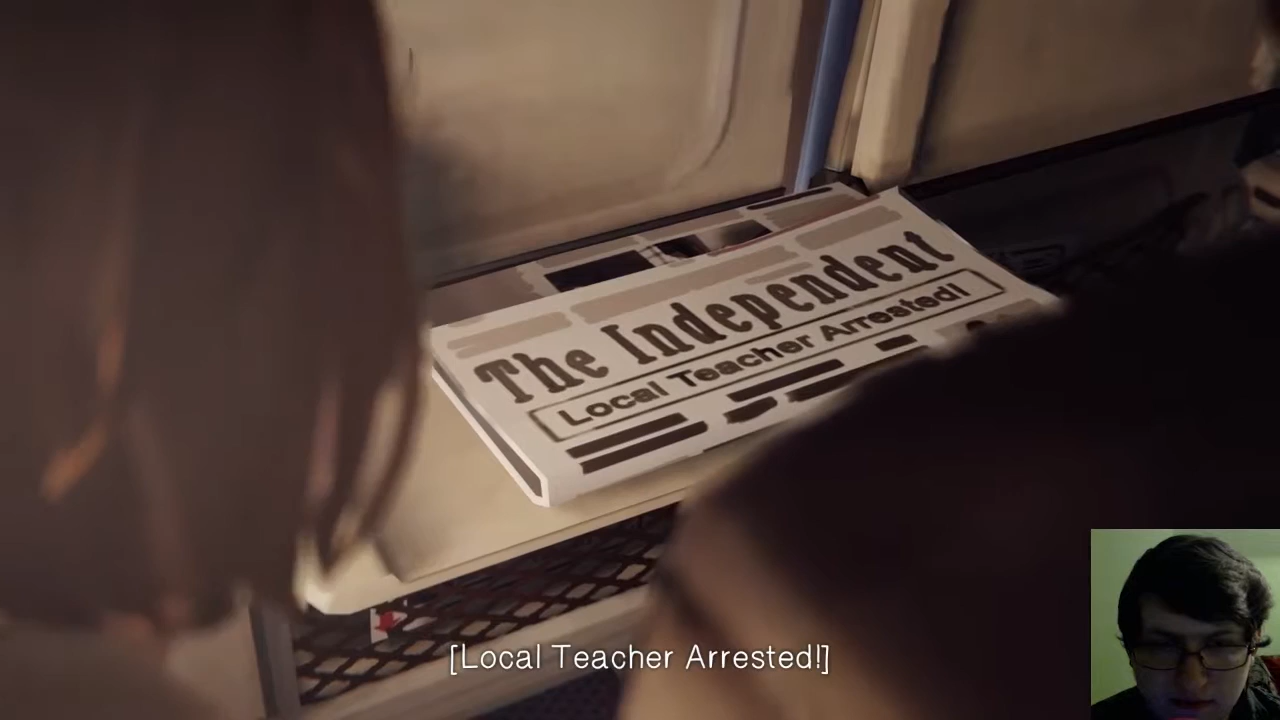 The Independent
Local Teacher Arrested!
[Local Teacher Arrested!]